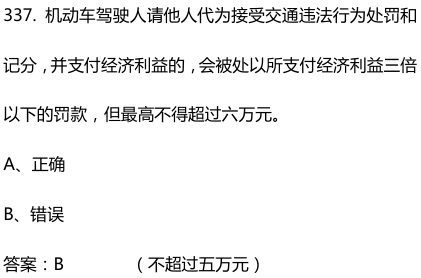 337. 机动车驾驶人请他人代为接受交通违法行为处罚和
记分，并支付经济利益的，会被处以所支付经济利益三倍
以下的罚款，但最高不得超过六万元。
A、正确
B、错误
答案：B （不超过五万元）